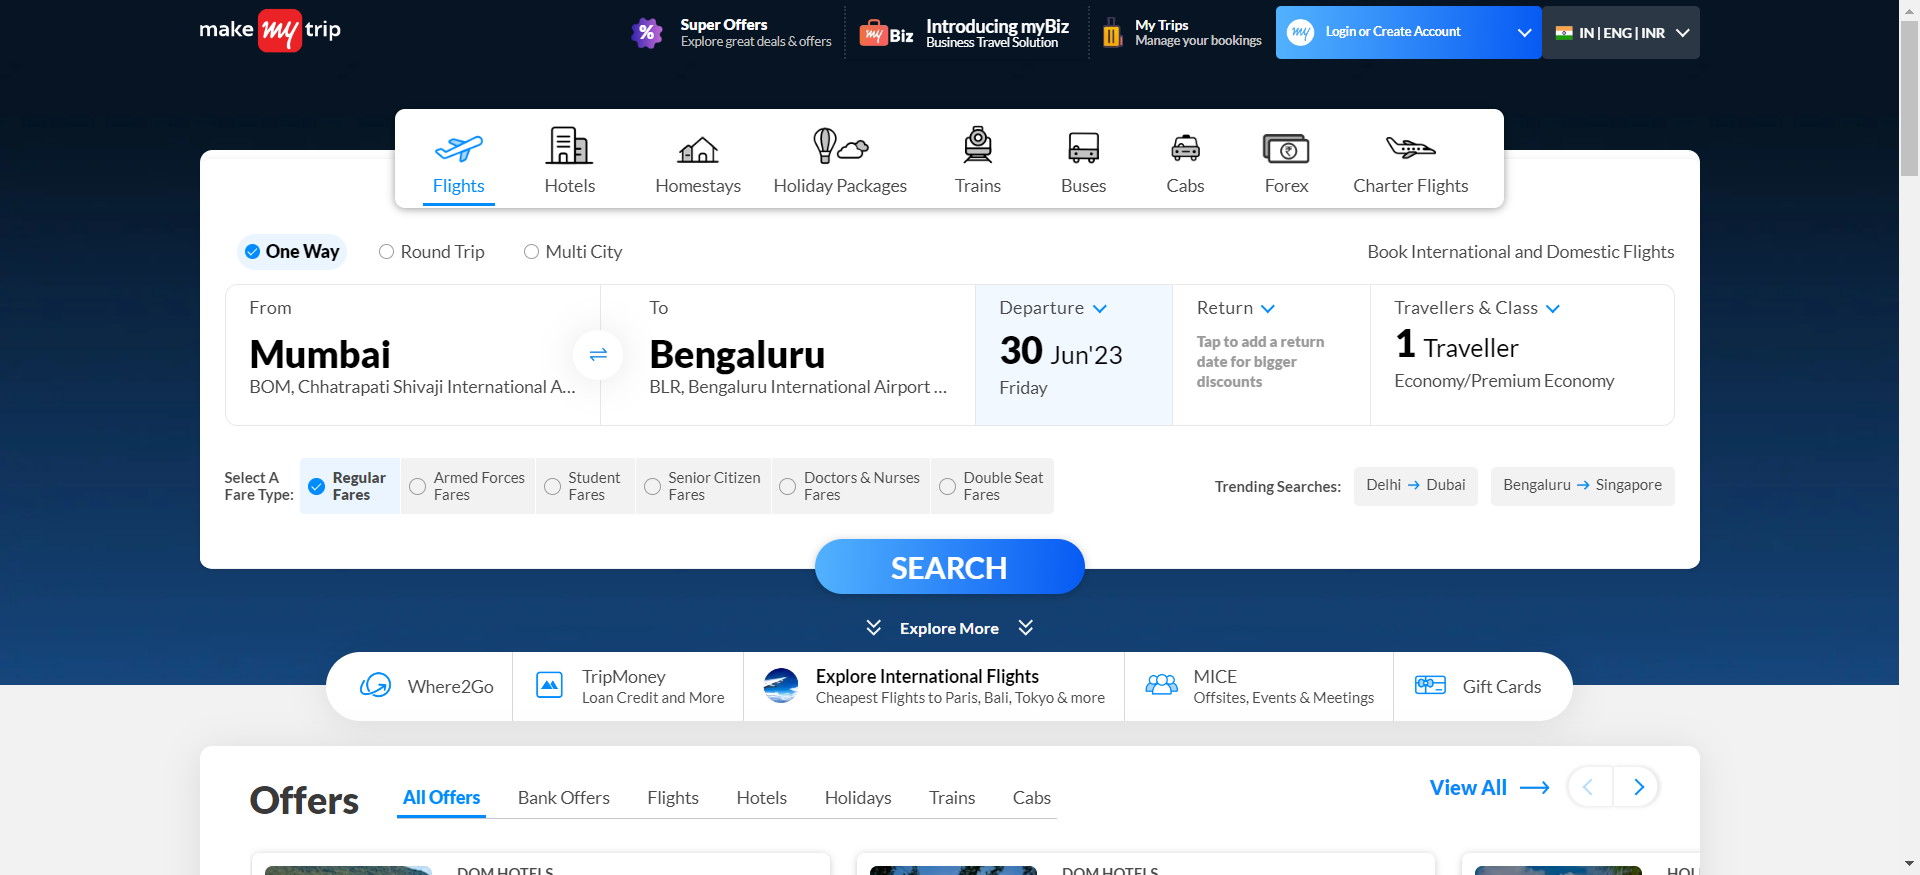 make my trip
%
Super Offers
Explore great deals & offers
my Biz
Introducing myBiz
Business Travel Solution
My Trips
Manage your bookings
my
Login or Create Account
IN | ENG | INR
Flights
Hotels
Homestays
Holiday Packages
Trains
Buses
Cabs
₹
Forex
Charter Flights
One Way
Round Trip
Multi City
Book International and Domestic Flights
From
Mumbai
BOM, Chhatrapati Shivaji International A...
To
Bengaluru
BLR, Bengaluru International Airport ...
Departure
30 Jun'23
Friday
Return
Tap to add a return
date for bigger
discounts
Travellers & Class
1 Traveller
Economy/Premium Economy
Select A
Fare Type:
Regular
Fares
Armed Forces
Fares
Student
Fares
Senior Citizen
Fares
Doctors & Nurses
Fares
Double Seat
Fares
Trending Searches:
Delhi → Dubai
Bengaluru → Singapore
SEARCH
Explore More
Where2Go
TripMoney
Loan Credit and More
Explore International Flights
Cheapest Flights to Paris, Bali, Tokyo & more
MICE
Offsites, Events & Meetings
Gift Cards
Offers
All Offers
Bank Offers
Flights
Hotels
Holidays
Trains
Cabs
View All
DOM HOTELS
DOM HOTELS